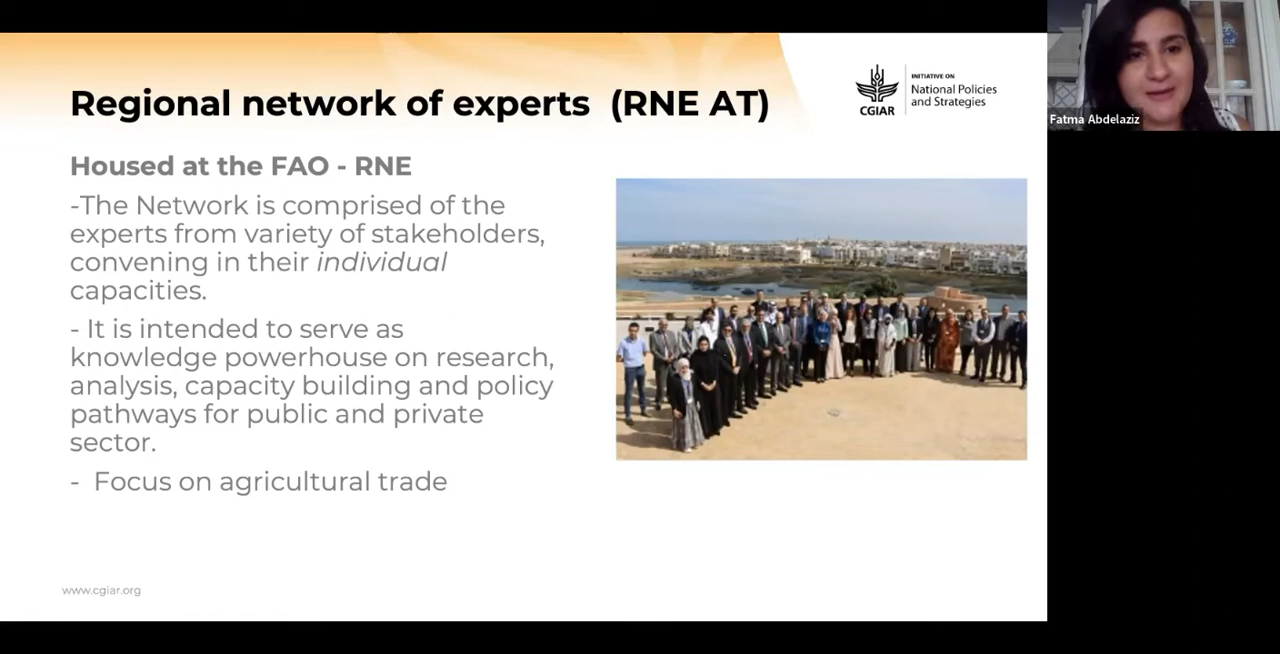 Regional network of experts (RNE AT)
CGIAR
INITIATIVE ON
National Policies
and Strategies
Fatma Abdelaziz
Housed at the FAO - RNE
-The Network is comprised of the
experts from variety of stakeholders,
convening in their individual
capacities.
- It is intended to serve as
knowledge powerhouse on research,
analysis, capacity building and policy
pathways for public and private
sector.
- Focus on agricultural trade
www.cgiar.org